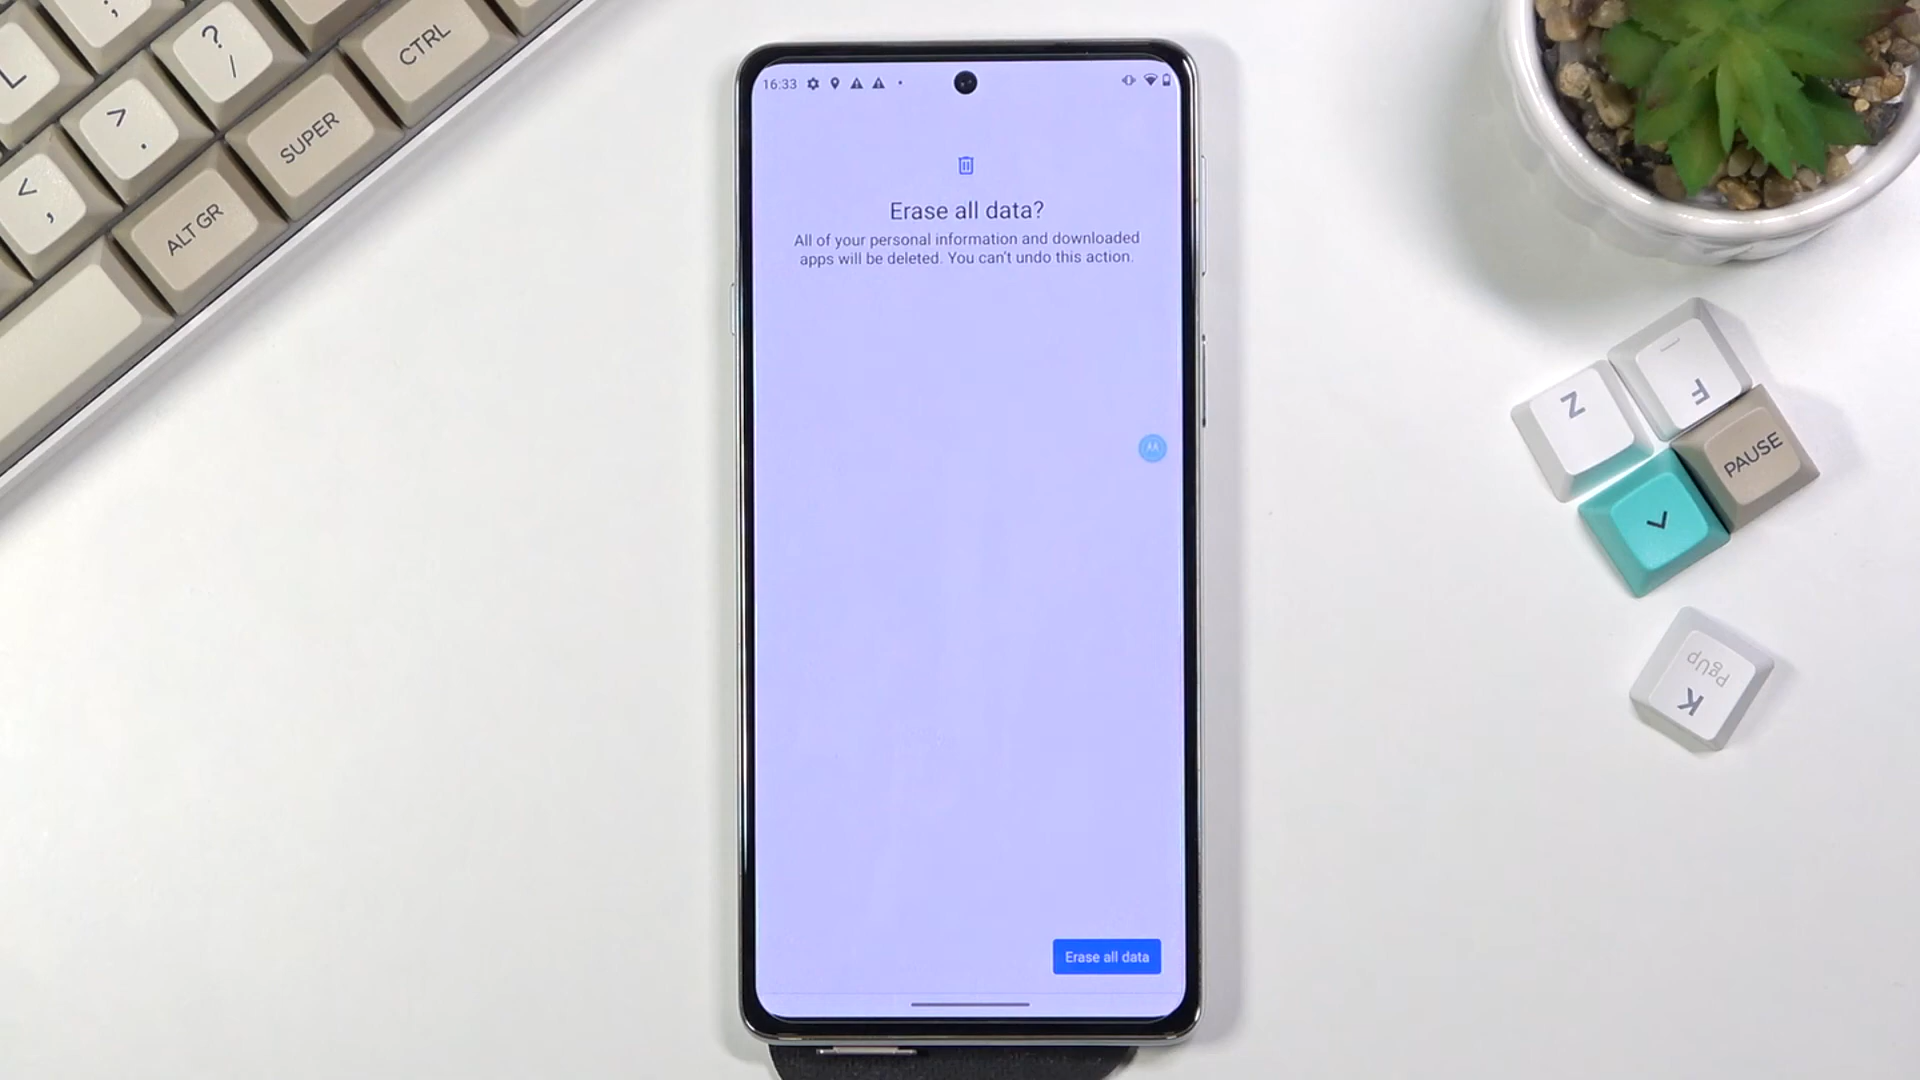 L
;
?
/
CTRL
>
.
SUPER
<
,
ALT GR
16:33
Erase all data?
All of your personal information and downloaded
apps will be deleted. You can't undo this action.
Erase all data
Z
F
PAUSE
PgUp
K